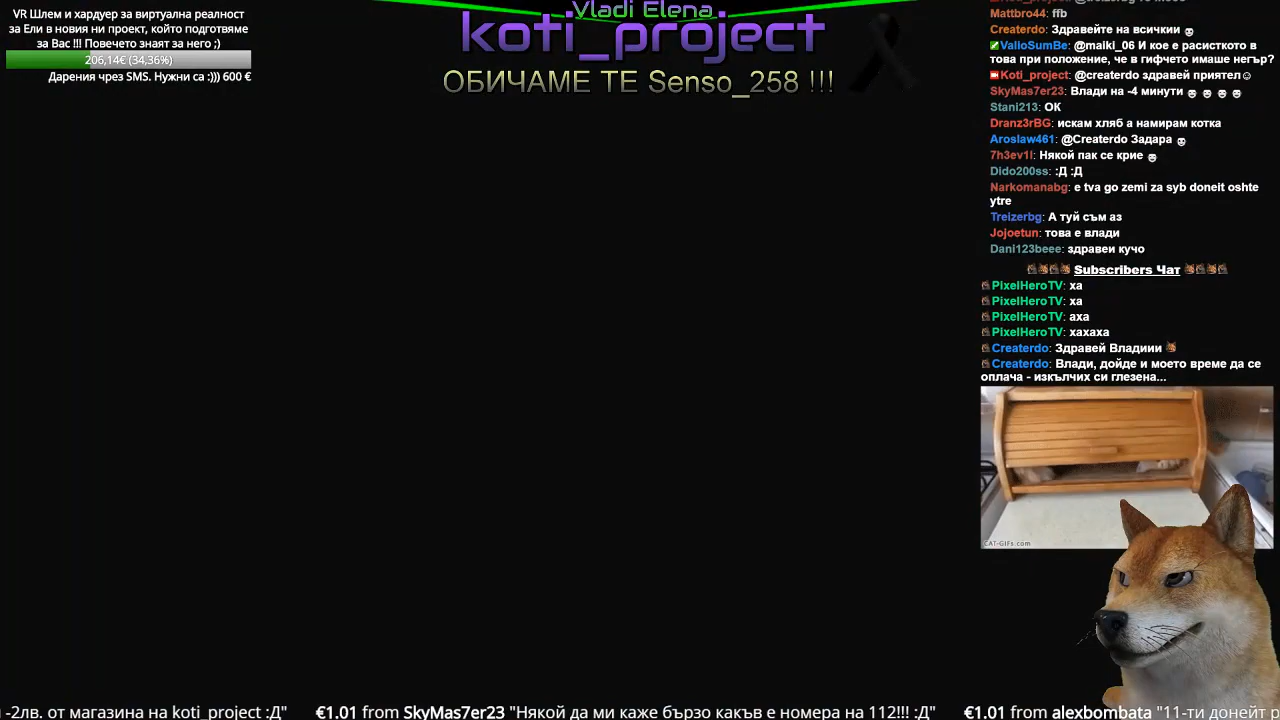 VR Шлем и хардуер за виртуална реалност
за Ели в новия ни проект, който подготвяме
за Вас !!! Повечето знаят за него ;)
206,14€ (34,36%)
Дарения чрез SMS. Нужни са :))) 600 €
Vladi Elena
koti_project
ОБИЧАМЕ ТЕ Senso_258 !!!
Mattbro44: ffb
Createrdo: Здравейте на всички
ValioSumBe: @maiki_06 И кое е расисткото в
това при положение, че в гифчето имаше негър?
Koti_project: @createrdo здравей приятел☺
SkyMas7er23: Влади на -4 минути
Stani213: ОК
Dranz3rBG: искам хляб а намирам котка
Aroslaw461: @Createrdo Задара
7h3ev1l: Някой пак се крие
Dido200ss: :Д :Д
Narkomanabg: e tva go zemi za syb doneit oshte
ytre
Treizerbg: А туй съм аз
Jojoetun: това е влади
Dani123beee: здравеи кучо
Subscribers Чат
PixelHeroTV: ха
PixelHeroTV: ха
PixelHeroTV: аха
PixelHeroTV: хахаха
Createrdo: Здравей Владиии
Createrdo: Влади, дойде и моето време да се
оплача - изкълчих си глезена...
CAT-GIFs.com
-2лв. от магазина на koti_project :Д" €1.01 from SkyMas7er23 "Някой да ми каже бързо какъв е номера на 112!!! :Д" €1.01 from alexbombata "11-ти донейт